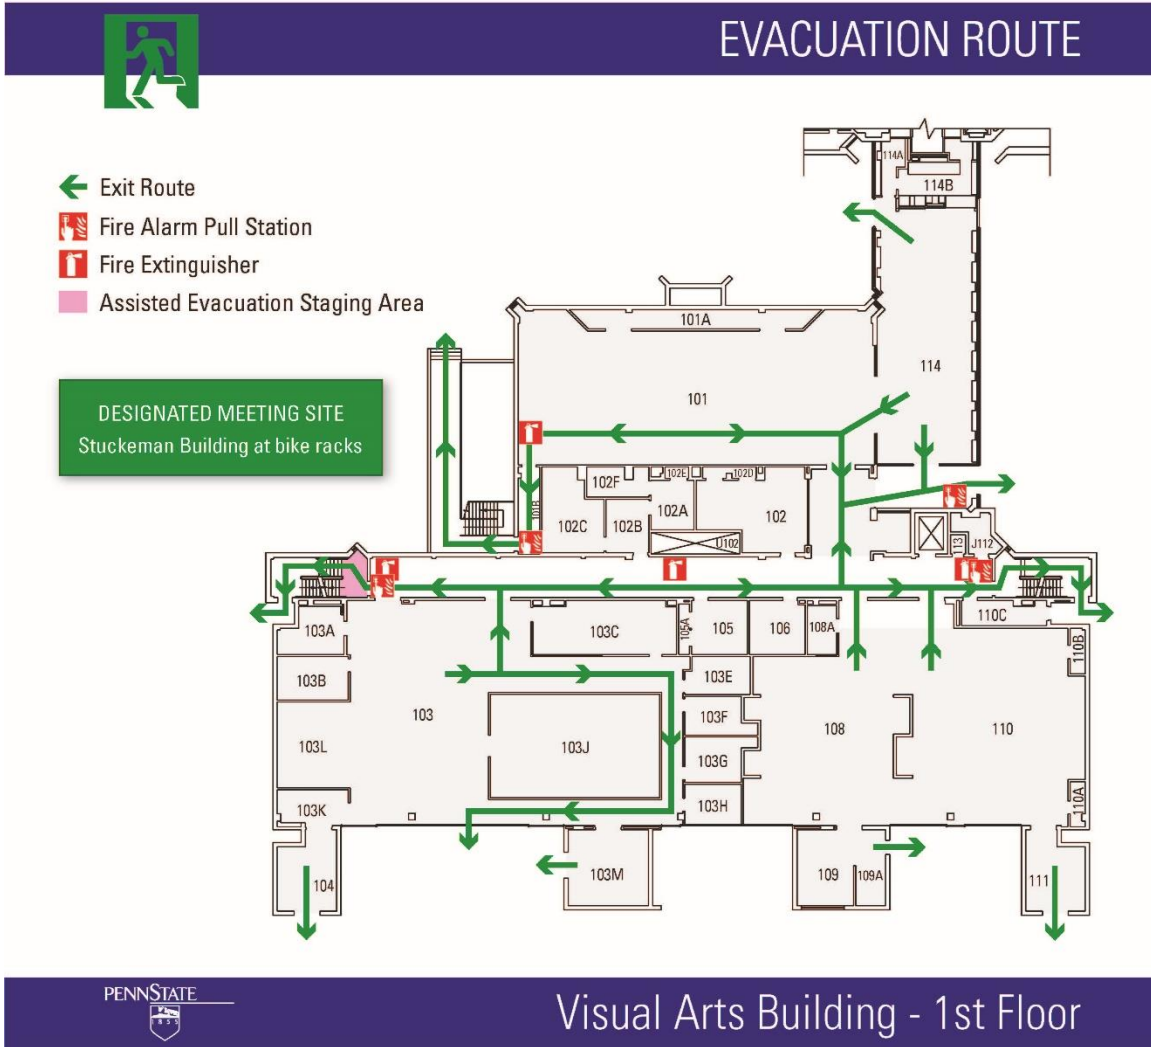 EVACUATION ROUTE
Exit Route
Fire Alarm Pull Station
Fire Extinguisher
Assisted Evacuation Staging Area
DESIGNATED MEETING SITE
Stuckeman Building at bike racks
114A
114B
101A
114
101
102E
102D
102F
101B
102A
102C
102B
102
J102
113
J112
103A
103C
105A
105
106
108A
110C
110B
103B
103E
103
103F
108
110
103L
103J
103G
103K
103H
110A
104
103M
109
109A
111
PENNSTATE
1855
Visual Arts Building - 1st Floor